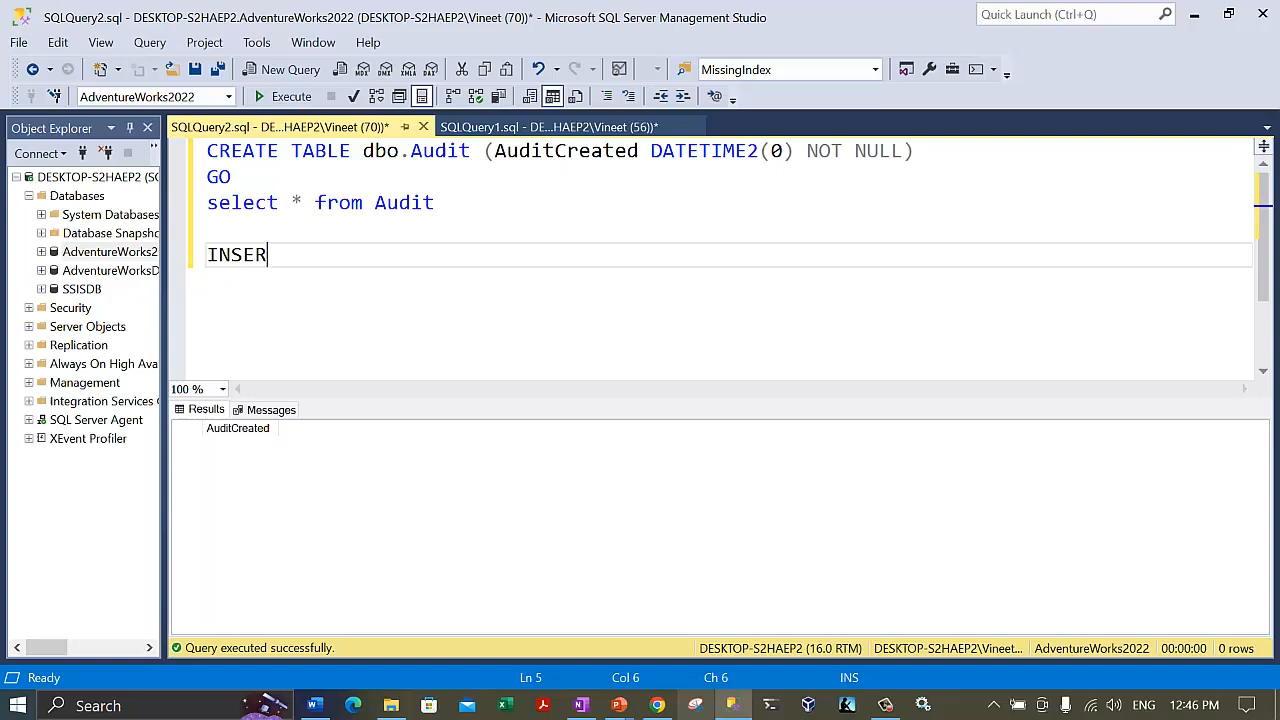 SQLQuery2.sql - DESKTOP-S2HAEP2.AdventureWorks2022 (DESKTOP-S2HAEP2\Vineet (70))* - Microsoft SQL Server Management Studio
Quick Launch (Ctrl+Q)
File Edit View Query Project Tools Window Help
New Query MDX DMX XMLA DAX MissingIndex
AdventureWorks2022 Execute
Object Explorer SQLQuery2.sql - DE...HAEP2\Vineet (70))* SQLQuery1.sql - DE...HAEP2\Vineet (56))*
Connect
DESKTOP-S2HAEP2 (SQ
Databases
System Databases
Database Snapsho
AdventureWorks2
AdventureWorksD
SSISDB
Security
Server Objects
Replication
Always On High Ava
Management
Integration Services C
SQL Server Agent
XEvent Profiler
CREATE TABLE dbo.Audit (AuditCreated DATETIME2(0) NOT NULL)
GO
select * from Audit
INSER
100 %
Results Messages
AuditCreated
Query executed successfully. DESKTOP-S2HAEP2 (16.0 RTM) DESKTOP-S2HAEP2\Vineet... AdventureWorks2022 00:00:00 0 rows
Ready Ln 5 Col 6 Ch 6 INS
Search ENG 12:46 PM